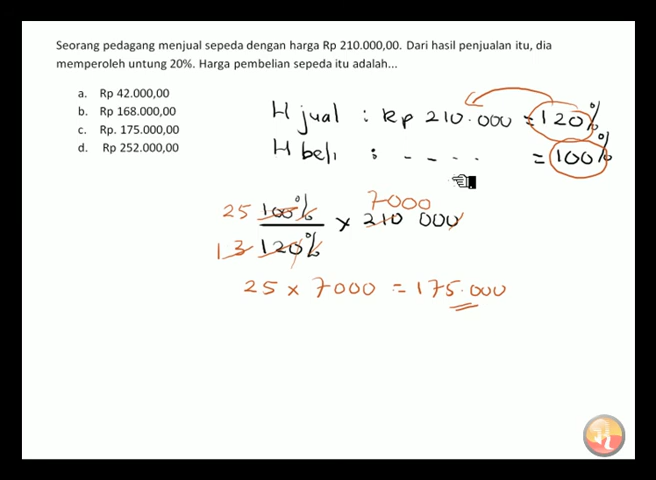 Seorang pedagang menjual sepeda dengan harga Rp 210.000,00. Dari hasil penjualan itu, dia
memperoleh untung 20%. Harga pembelian sepeda itu adalah...
a. Rp 42.000,00
b. Rp 168.000,00
c. Rp. 175.000,00
d. Rp 252.000,00
H jual : Rp 210.000 = 120%
H beli : .... = 100%
7000
25 100% x 210 000
1 3 120%
25 x 7000 = 175.000